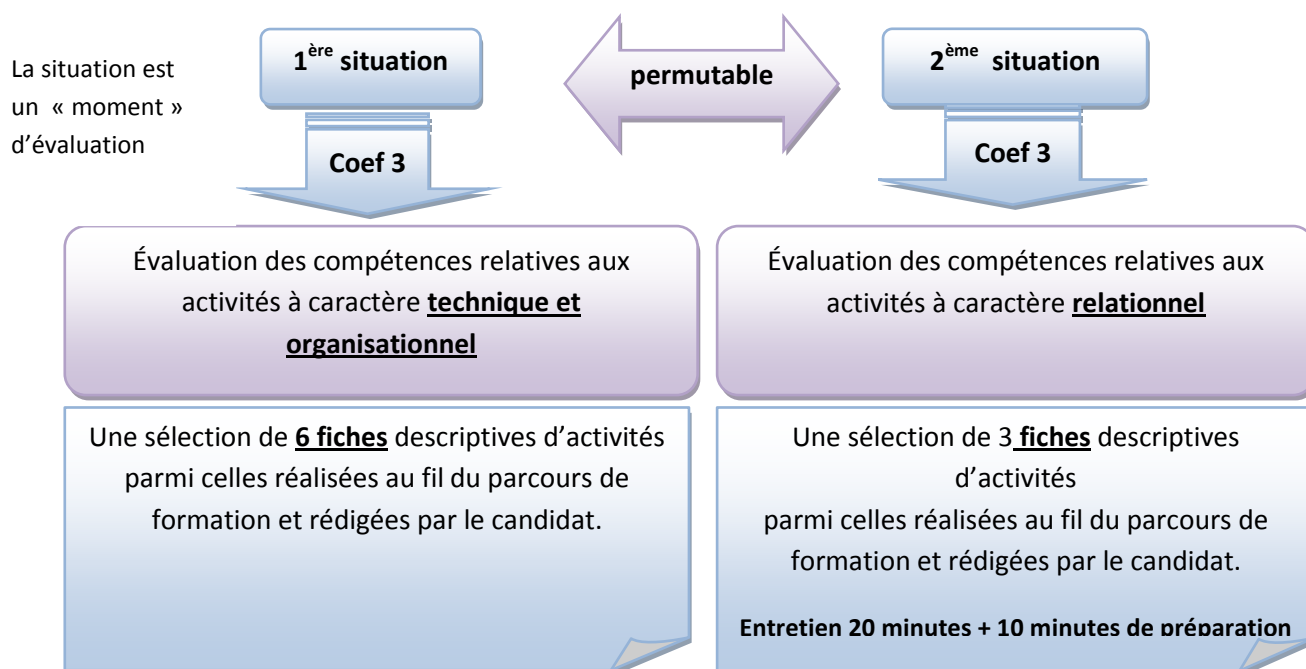 La situation est
un « moment »
d'évaluation
1ère situation
permutable
2ème situation
Coef 3
Coef 3
Évaluation des compétences relatives aux
activités à caractère technique et
organisationnel
Évaluation des compétences relatives aux
activités à caractère relationnel
Une sélection de 6 fiches descriptives d'activités
parmi celles réalisées au fil du parcours de
formation et rédigées par le candidat.
Une sélection de 3 fiches descriptives
d'activités
parmi celles réalisées au fil du parcours de
formation et rédigées par le candidat.
Entretien 20 minutes + 10 minutes de préparation